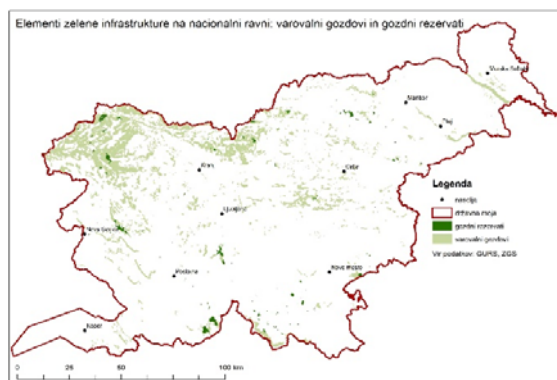 Elementi zelene infrastrukture na nacionalni ravni: varovalni gozdovi in gozdni rezervati
Murska Sobota
Maribor
Ptuj
Kranj
Celje
Ljubljana
Nova Gorica
Postojna
Novo mesto
Koper
Legenda
naselja
državna meja
gozdni rezervati
varovalni gozdovi
Vir podatkov: GURS, ZGS
0 25 50 75 100 km